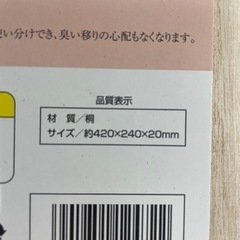 い分けでき、臭い移りの心配もなくなります。
品質表示
材 質／桐
サイズ／約420×240×20mm